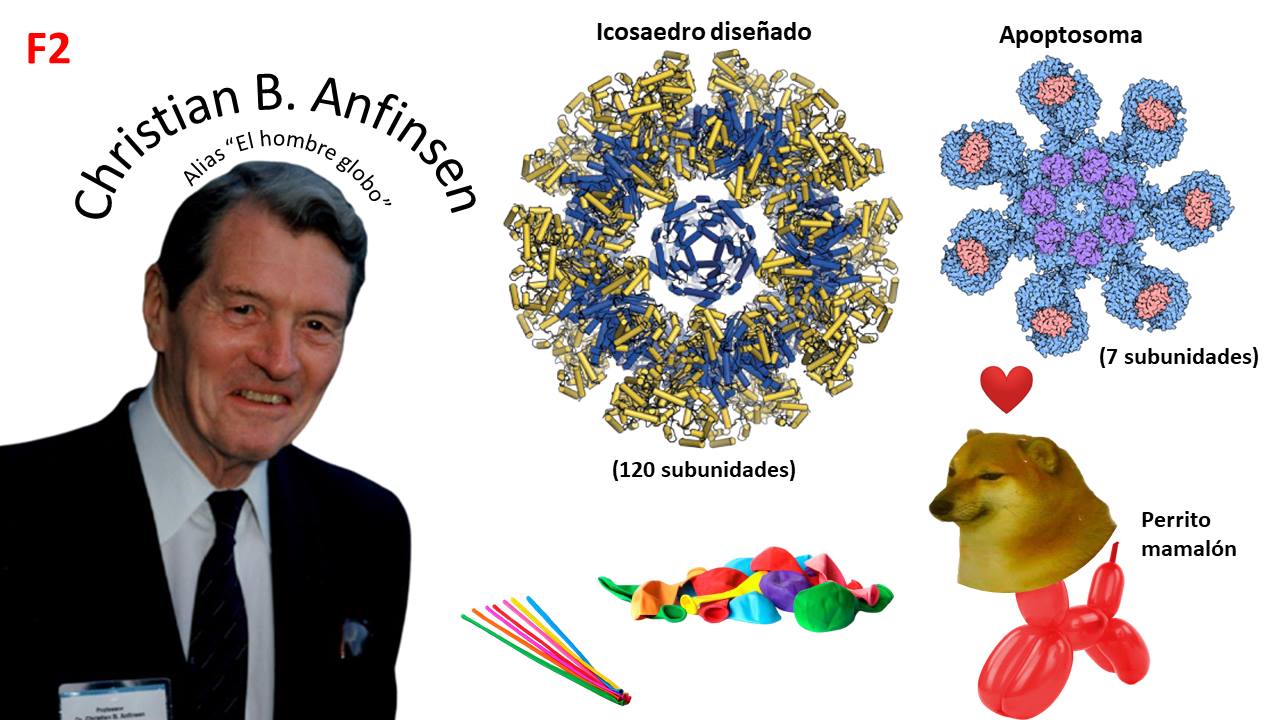 F2
Christian B. Anfinsen
Alias “El hombre globo”
Icosaedro diseñado
(120 subunidades)
Apoptosoma
(7 subunidades)
Perrito
mamalón
Professor
Dr. Christian B. Anfinsen